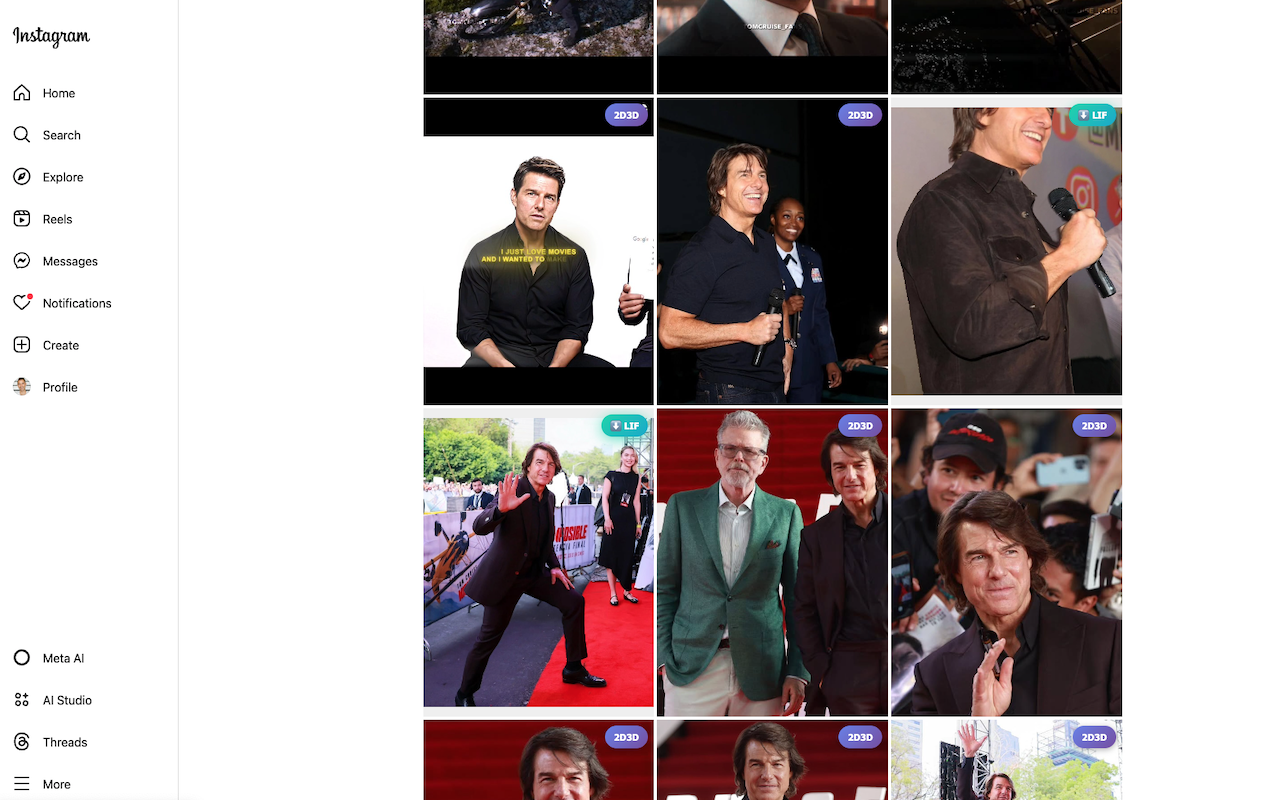 Instagram
Home
Search
Explore
Reels
Messages
Notifications
Create
Profile
Meta AI
AI Studio
Threads
More
2D3D
2D3D
LIF
Google
I JUST LOVE MOVIES
AND I WANTED TO MAKE
LIF
2D3D
2D3D
2D3D
2D3D
2D3D